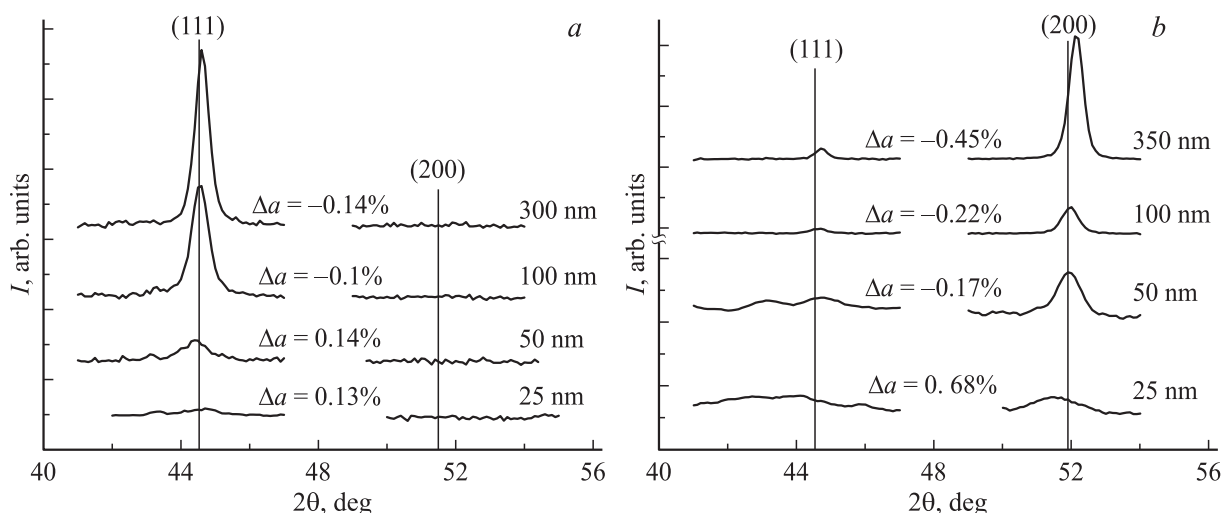 (111)
a
(200)
Δa = –0.14%
300 nm
Δa = –0.1%
100 nm
Δa = 0.14%
50 nm
Δa = 0.13%
25 nm
I, arb. units
40 44 48 52 56
2θ, deg
(200)
b
(111)
Δa = –0.45%
350 nm
Δa = –0.22%
100 nm
Δa = –0.17%
50 nm
Δa = 0. 68%
25 nm
I, arb. units
40 44 48 52 56
2θ, deg